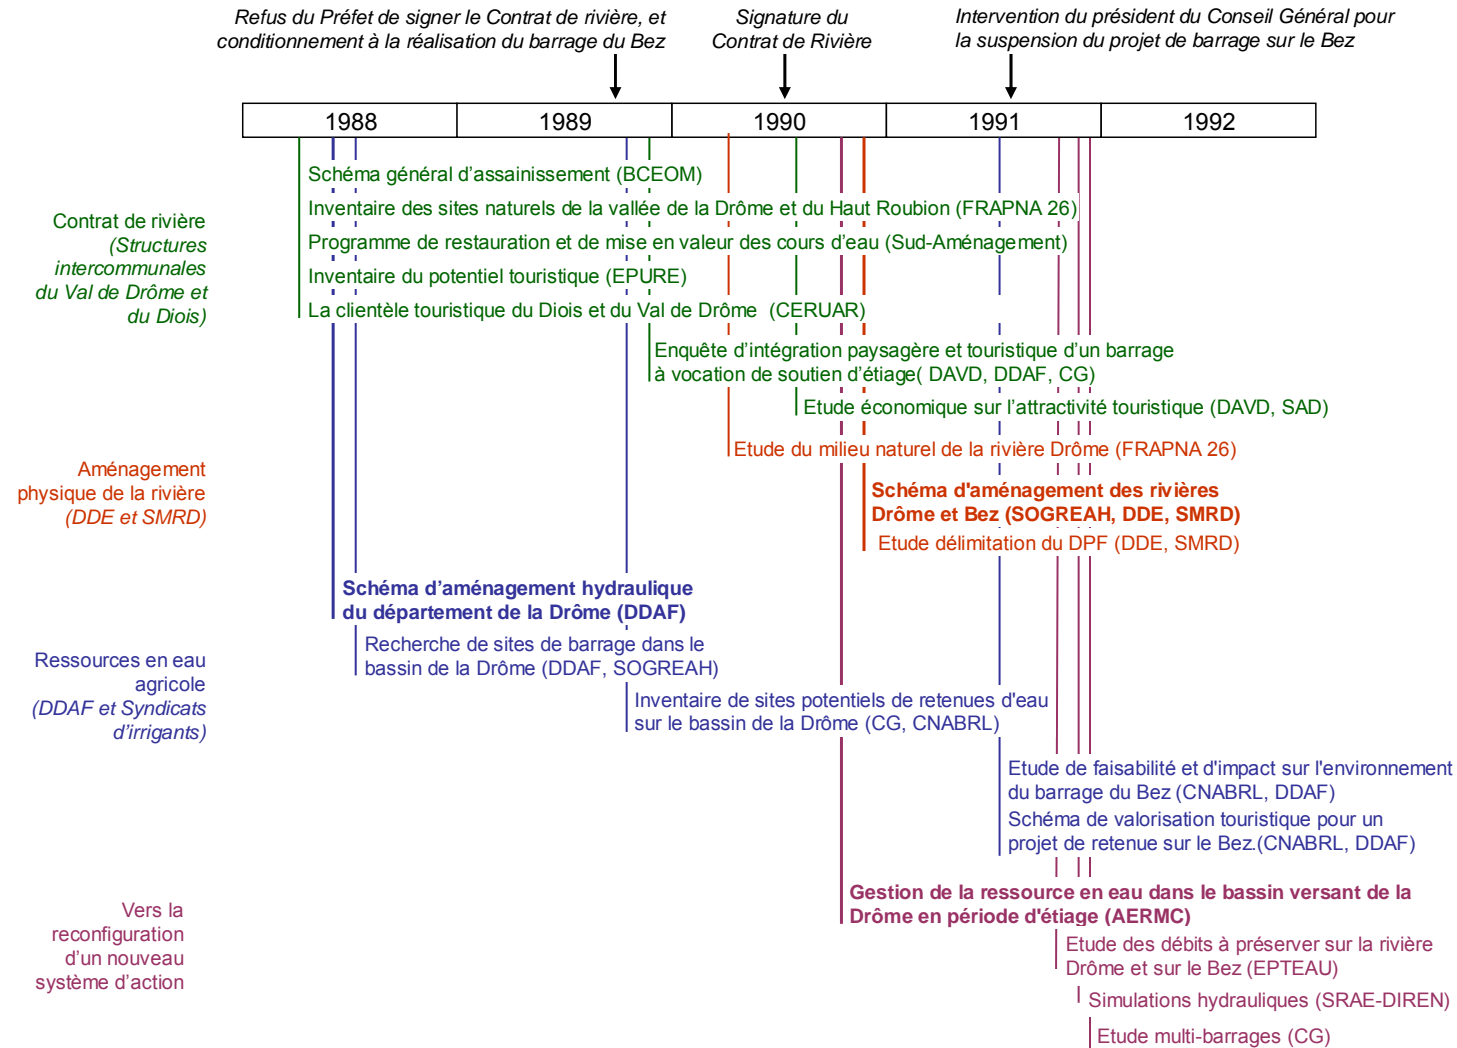 Refus du Préfet de signer le Contrat de rivière, et
conditionnement à la réalisation du barrage du Bez
Signature du
Contrat de Rivière
Intervention du président du Conseil Général pour
la suspension du projet de barrage sur le Bez
1988
1989
1990
1991
1992
Contrat de rivière
(Structures
intercommunales
du Val de Drôme et
du Diois)
Schéma général d'assainissement (BCEOM)
Inventaire des sites naturels de la vallée de la Drôme et du Haut Roubion (FRAPNA 26)
Programme de restauration et de mise en valeur des cours d'eau (Sud-Aménagement)
Inventaire du potentiel touristique (EPURE)
La clientèle touristique du Diois et du Val de Drôme (CERUAR)
Enquête d'intégration paysagère et touristique d'un barrage
à vocation de soutien d'étiage( DAVD, DDAF, CG)
Etude économique sur l'attractivité touristique (DAVD, SAD)
Aménagement
physique de la rivière
(DDE et SMRD)
Etude du milieu naturel de la rivière Drôme (FRAPNA 26)
Schéma d'aménagement des rivières
Drôme et Bez (SOGREAH, DDE, SMRD)
Etude délimitation du DPF (DDE, SMRD)
Ressources en eau
agricole
(DDAF et Syndicats
d'irrigants)
Schéma d'aménagement hydraulique
du département de la Drôme (DDAF)
Recherche de sites de barrage dans le
bassin de la Drôme (DDAF, SOGREAH)
Inventaire de sites potentiels de retenues d'eau
sur le bassin de la Drôme (CG, CNABRL)
Etude de faisabilité et d'impact sur l'environnement
du barrage du Bez (CNABRL, DDAF)
Schéma de valorisation touristique pour un
projet de retenue sur le Bez.(CNABRL, DDAF)
Vers la
reconfiguration
d'un nouveau
système d'action
Gestion de la ressource en eau dans le bassin versant de la
Drôme en période d'étiage (AERMC)
Etude des débits à préserver sur la rivière
Drôme et sur le Bez (EPTEAU)
Simulations hydrauliques (SRAE-DIREN)
Etude multi-barrages (CG)